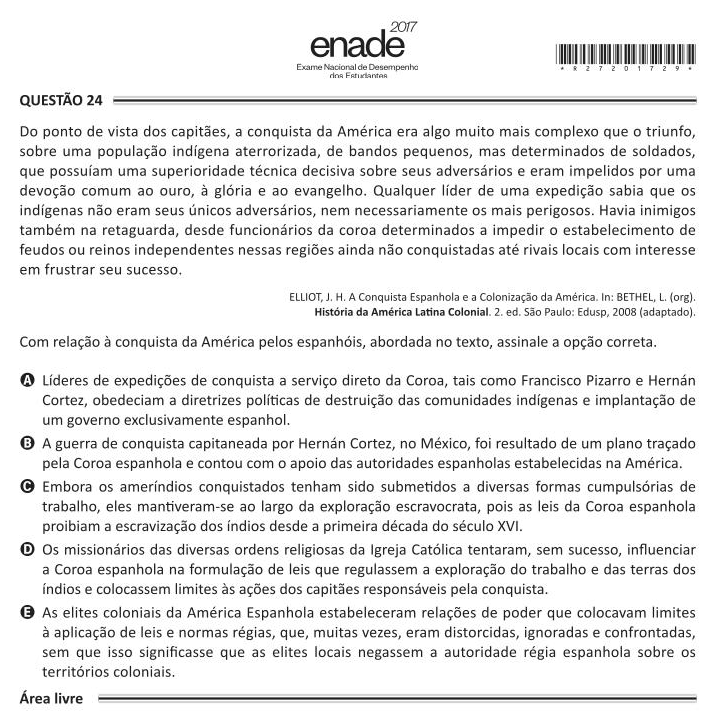 2017
enade
Exame Nacional de Desempenho
dos Estudantes
* R 2 7 2 0 1 7 2 9 *
QUESTÃO 24
Do ponto de vista dos capitães, a conquista da América era algo muito mais complexo que o triunfo,
sobre uma população indígena aterrorizada, de bandos pequenos, mas determinados de soldados,
que possuíam uma superioridade técnica decisiva sobre seus adversários e eram impelidos por uma
devoção comum ao ouro, à glória e ao evangelho. Qualquer líder de uma expedição sabia que os
indígenas não eram seus únicos adversários, nem necessariamente os mais perigosos. Havia inimigos
também na retaguarda, desde funcionários da coroa determinados a impedir o estabelecimento de
feudos ou reinos independentes nessas regiões ainda não conquistadas até rivais locais com interesse
em frustrar seu sucesso.
ELLIOT, J. H. A Conquista Espanhola e a Colonização da América. In: BETHEL, L. (org).
História da América Latina Colonial. 2. ed. São Paulo: Edusp, 2008 (adaptado).
Com relação à conquista da América pelos espanhóis, abordada no texto, assinale a opção correta.
A Líderes de expedições de conquista a serviço direto da Coroa, tais como Francisco Pizarro e Hernán
Cortez, obedeciam a diretrizes políticas de destruição das comunidades indígenas e implantação de
um governo exclusivamente espanhol.
B A guerra de conquista capitaneada por Hernán Cortez, no México, foi resultado de um plano traçado
pela Coroa espanhola e contou com o apoio das autoridades espanholas estabelecidas na América.
C Embora os ameríndios conquistados tenham sido submetidos a diversas formas cumpulsórias de
trabalho, eles mantiveram-se ao largo da exploração escravocrata, pois as leis da Coroa espanhola
proibiam a escravização dos índios desde a primeira década do século XVI.
D Os missionários das diversas ordens religiosas da Igreja Católica tentaram, sem sucesso, influenciar
a Coroa espanhola na formulação de leis que regulassem a exploração do trabalho e das terras dos
índios e colocassem limites às ações dos capitães responsáveis pela conquista.
E As elites coloniais da América Espanhola estabeleceram relações de poder que colocavam limites
à aplicação de leis e normas régias, que, muitas vezes, eram distorcidas, ignoradas e confrontadas,
sem que isso significasse que as elites locais negassem a autoridade régia espanhola sobre os
territórios coloniais.
Área livre